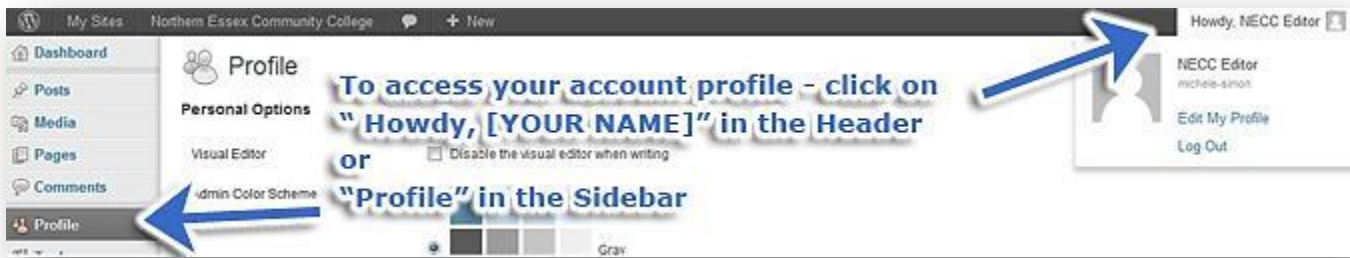 My Sites Northern Essex Community College + New Howdy, NECC Editor
Dashboard
Posts
Media
Pages
Comments
Profile
Profile
Personal Options
Visual Editor
Disable the visual editor when writing
Admin Color Scheme
Gray
To access your account profile - click on
“ Howdy, [YOUR NAME]” in the Header
or
“Profile” in the Sidebar
NECC Editor
michele-simon
Edit My Profile
Log Out